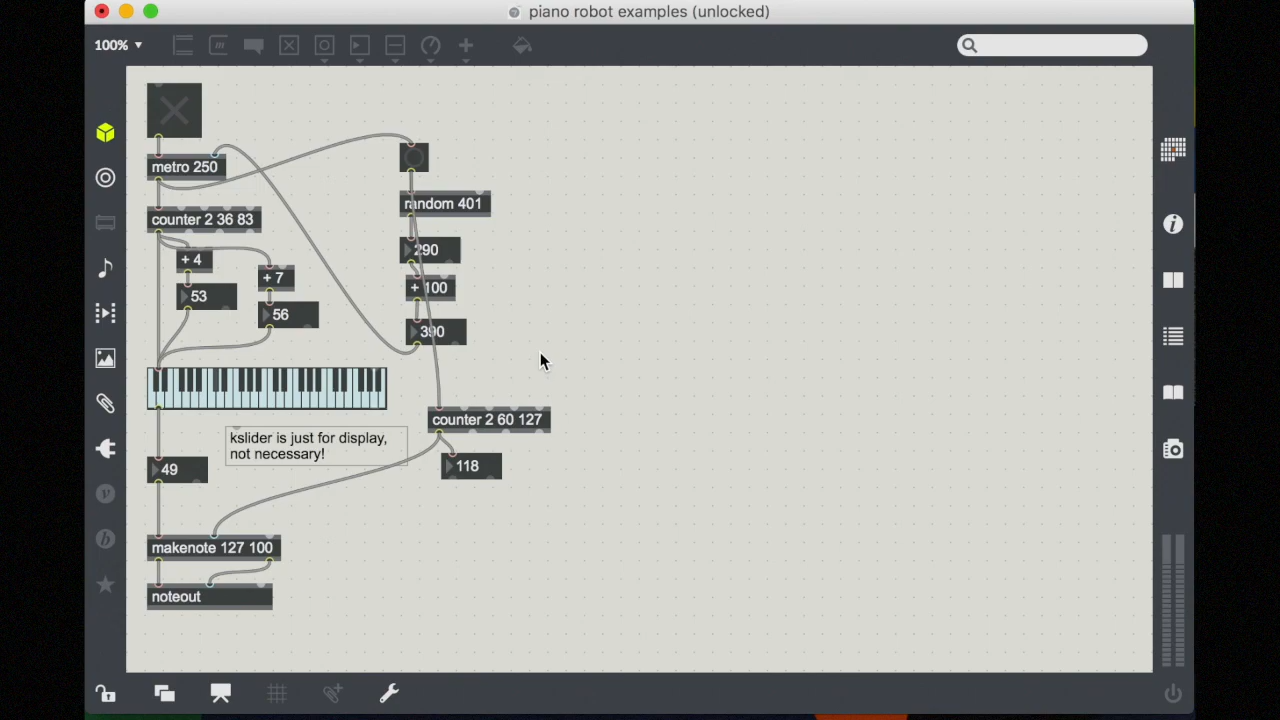 piano robot examples (unlocked)
100%
metro 250
random 401
counter 2 36 83
+ 4
290
+ 7
+ 100
53
56
390
counter 2 60 127
kslider is just for display,
not necessary!
49
118
makenote 127 100
noteout